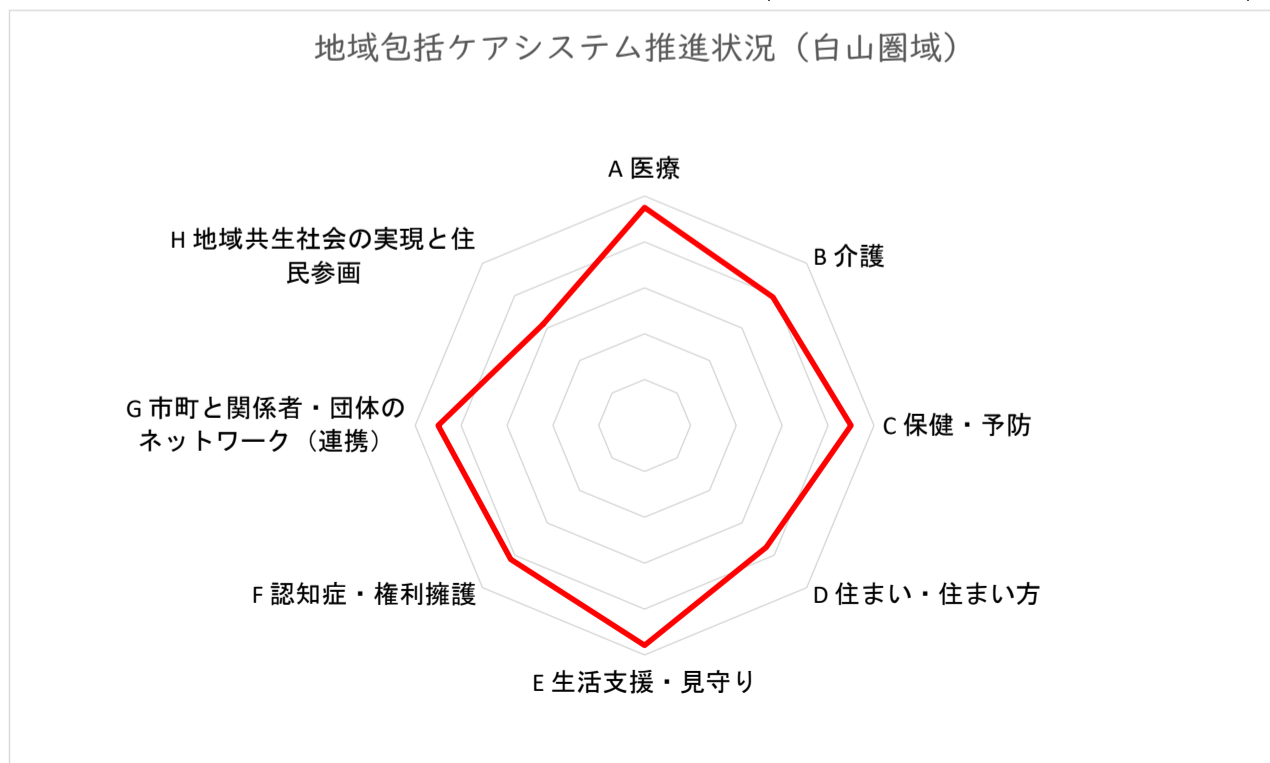 地域包括ケアシステム推進状況（白山圏域）
A 医療
B 介護
C 保健・予防
D 住まい・住まい方
E 生活支援・見守り
F 認知症・権利擁護
G 市町と関係者・団体の
ネットワーク（連携）
H 地域共生社会の実現と住
民参画